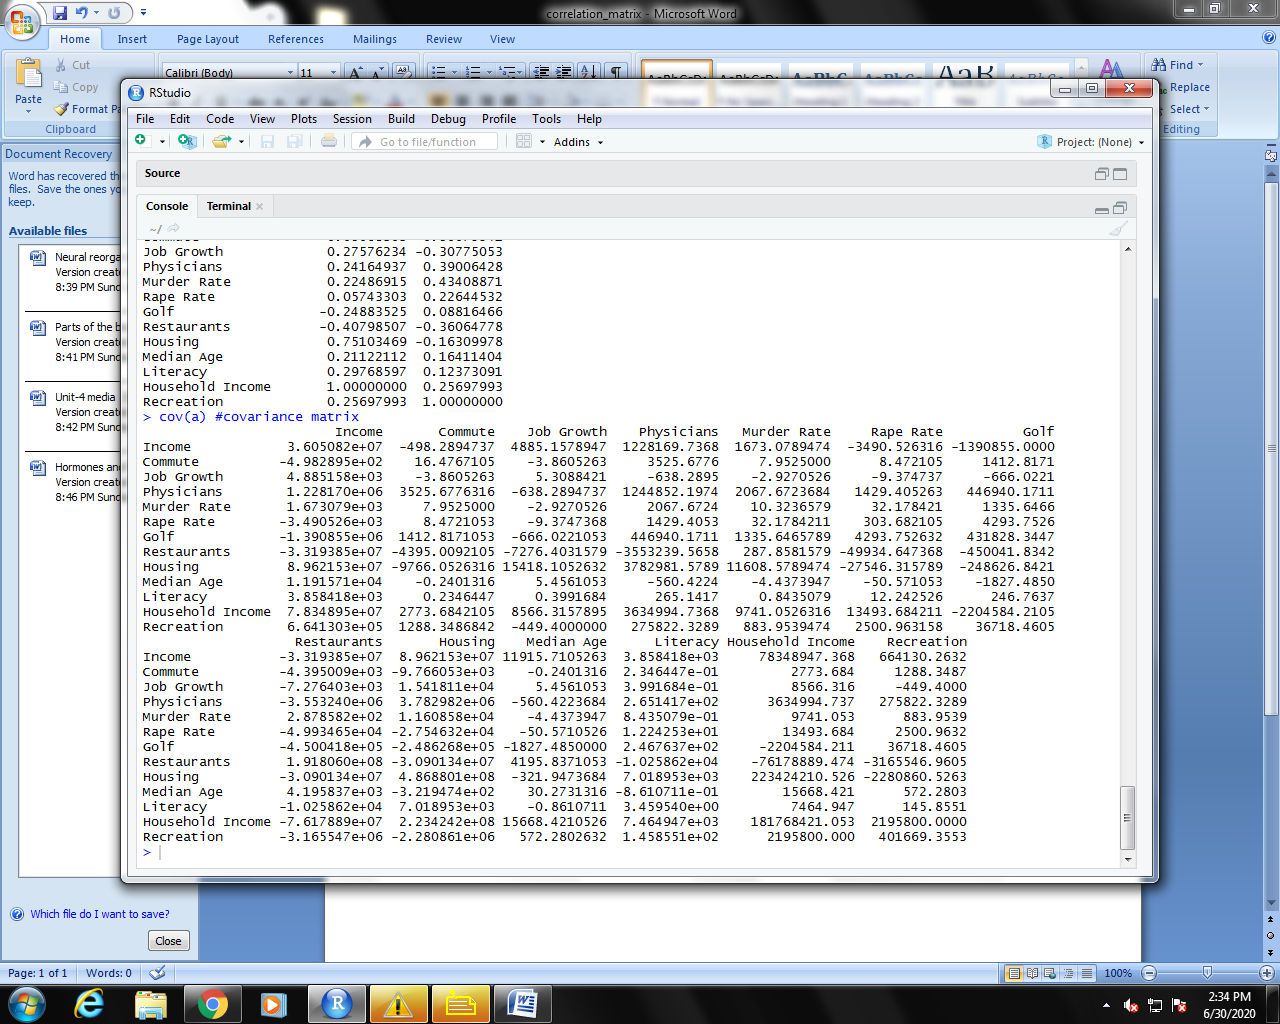 correlation_matrix - Microsoft Word
Home Insert Page Layout References Mailings Review View
Cut
Copy
Format Pa
Paste
Clipboard
Calibri (Body) 11
Find
Replace
Select
Editing
Document Recovery
Word has recovered th
files. Save the ones yo
keep.
Available files
Neural reorga
Version create
8:39 PM Sund
Parts of the b
Version create
8:41 PM Sund
Unit-4 media
Version create
8:42 PM Sund
Hormones and
Version create
8:46 PM Sund
Which file do I want to save?
Close
RStudio
File Edit Code View Plots Session Build Debug Profile Tools Help
Go to file/function Addins Project: (None)
Source
Console Terminal
~/
Job Growth 0.27576234 -0.30775053
Physicians 0.24164937 0.39006428
Murder Rate 0.22486915 0.43408871
Rape Rate 0.05743303 0.22644532
Golf -0.24883525 0.08816466
Restaurants -0.40798507 -0.36064778
Housing 0.75103469 -0.16309978
Median Age 0.21122112 0.16411404
Literacy 0.29768597 0.12373091
Household Income 1.00000000 0.25697993
Recreation 0.25697993 1.00000000
> cov(a) #covariance matrix
Income Commute Job Growth Physicians Murder Rate Rape Rate Golf
Income 3.605082e+07 -498.2894737 4885.1578947 1228169.7368 1673.0789474 -3490.526316 -1390855.0000
Commute -4.982895e+02 16.4767105 -3.8605263 3525.6776 7.9525000 8.472105 1412.8171
Job Growth 4.885158e+03 -3.8605263 5.3088421 -638.2895 -2.9270526 -9.374737 -666.0221
Physicians 1.228170e+06 3525.6776316 -638.2894737 1244852.1974 2067.6723684 1429.405263 446940.1711
Murder Rate 1.673079e+03 7.9525000 -2.9270526 2067.6724 10.3236579 32.178421 1335.6466
Rape Rate -3.490526e+03 8.4721053 -9.3747368 1429.4053 32.1784211 303.682105 4293.7526
Golf -1.390855e+06 1412.8171053 -666.0221053 446940.1711 1335.6465789 4293.752632 431828.3447
Restaurants -3.319385e+07 -4395.0092105 -7276.4031579 -3553239.5658 287.8581579 -49934.647368 -450041.8342
Housing 8.962153e+07 -9766.0526316 15418.1052632 3782981.5789 11608.5789474 -27546.315789 -248626.8421
Median Age 1.191571e+04 -0.2401316 5.4561053 -560.4224 -4.4373947 -50.571053 -1827.4850
Literacy 3.858418e+03 0.2346447 0.3991684 265.1417 0.8435079 12.242526 246.7637
Household Income 7.834895e+07 2773.6842105 8566.3157895 3634994.7368 9741.0526316 13493.684211 -2204584.2105
Recreation 6.641303e+05 1288.3486842 -449.4000000 275822.3289 883.9539474 2500.963158 36718.4605
Restaurants Housing Median Age Literacy Household Income Recreation
Income -3.319385e+07 8.962153e+07 11915.7105263 3.858418e+03 78348947.368 664130.2632
Commute -4.395009e+03 -9.766053e+03 -0.2401316 2.346447e-01 2773.684 1288.3487
Job Growth -7.276403e+03 1.541811e+04 5.4561053 3.991684e-01 8566.316 -449.4000
Physicians -3.553240e+06 3.782982e+06 -560.4223684 2.651417e+02 3634994.737 275822.3289
Murder Rate 2.878582e+02 1.160858e+04 -4.4373947 8.435079e-01 9741.053 883.9539
Rape Rate -4.993465e+04 -2.754632e+04 -50.5710526 1.224253e+01 13493.684 2500.9632
Golf -4.500418e+05 -2.486268e+05 -1827.4850000 2.467637e+02 -2204584.211 36718.4605
Restaurants 1.918060e+08 -3.090134e+07 4195.8371053 -1.025862e+04 -76178889.474 -3165546.9605
Housing -3.090134e+07 4.868801e+08 -321.9473684 7.018953e+03 223424210.526 -2280860.5263
Median Age 4.195837e+03 -3.219474e+02 30.2731316 -8.610711e-01 15668.421 572.2803
Literacy -1.025862e+04 7.018953e+03 -0.8610711 3.459540e+00 7464.947 145.8551
Household Income -7.617889e+07 2.234242e+08 15668.4210526 7.464947e+03 181768421.053 2195800.0000
Recreation -3.165547e+06 -2.280861e+06 572.2802632 1.458551e+02 2195800.000 401669.3553
>
Page: 1 of 1 Words: 0 100%
2:34 PM
6/30/2020